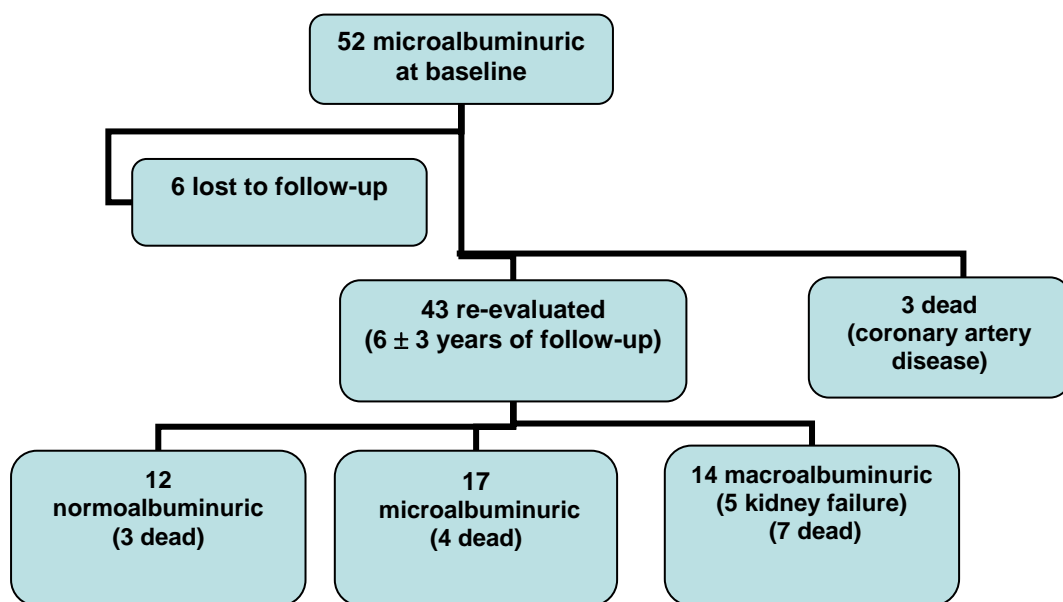 52 microalbuminuric
at baseline
6 lost to follow-up
43 re-evaluated
(6 ± 3 years of follow-up)
3 dead
(coronary artery
disease)
12
normoalbuminuric
(3 dead)
17
microalbuminuric
(4 dead)
14 macroalbuminuric
(5 kidney failure)
(7 dead)